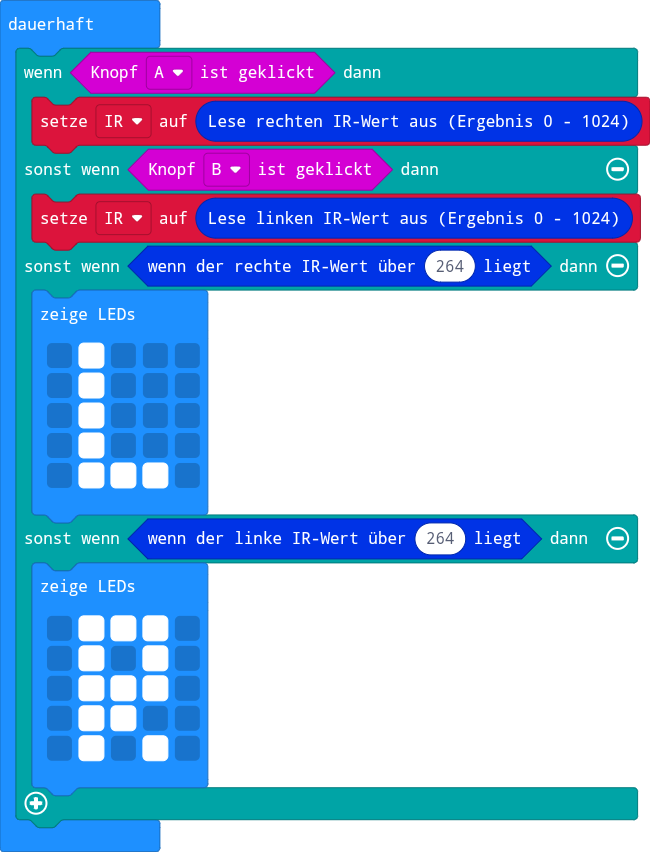 dauerhaft
wenn Knopf A ist geklickt dann
setze IR auf Lese rechten IR-Wert aus (Ergebnis 0 - 1024)
sonst wenn Knopf B ist geklickt dann
setze IR auf Lese linken IR-Wert aus (Ergebnis 0 - 1024)
sonst wenn wenn der rechte IR-Wert über 264 liegt dann
zeige LEDs
sonst wenn wenn der linke IR-Wert über 264 liegt dann
zeige LEDs